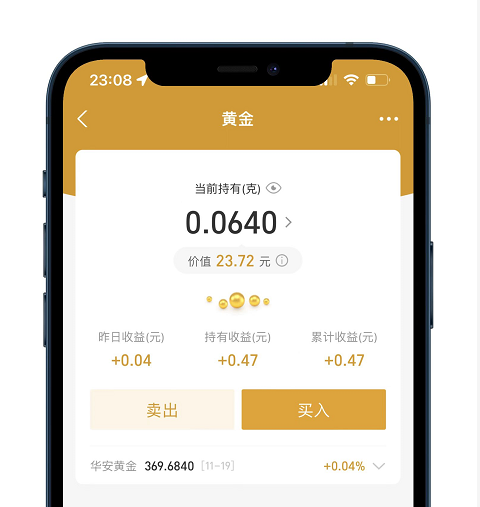 23:08
黄金
当前持有(克)
0.0640
价值 23.72 元
昨日收益(元) 持有收益(元) 累计收益(元)
+0.04 +0.47 +0.47
卖出 买入
华安黄金 369.6840 [11-19] +0.04%